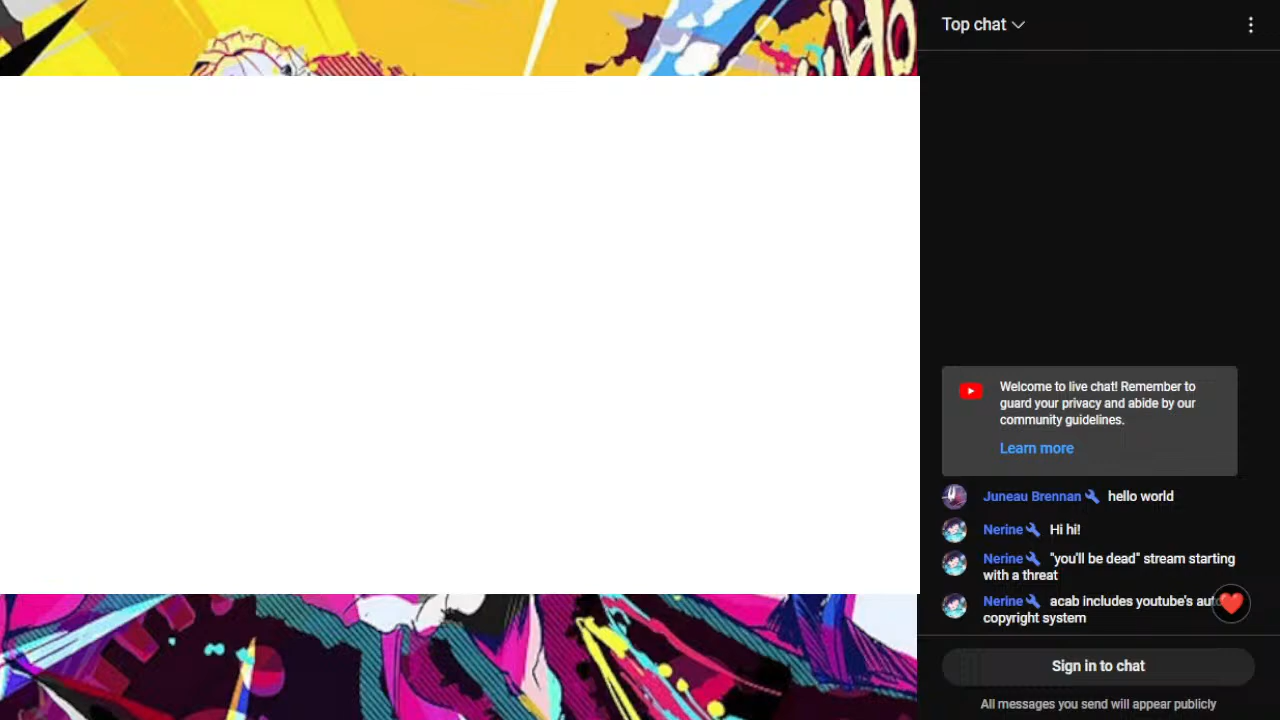 Top chat
Welcome to live chat! Remember to
guard your privacy and abide by our
community guidelines.
Learn more
Juneau Brennan hello world
Nerine Hi hi!
Nerine "you'll be dead" stream starting
with a threat
Nerine acab includes youtube's
copyright system
Sign in to chat
All messages you send will appear publicly